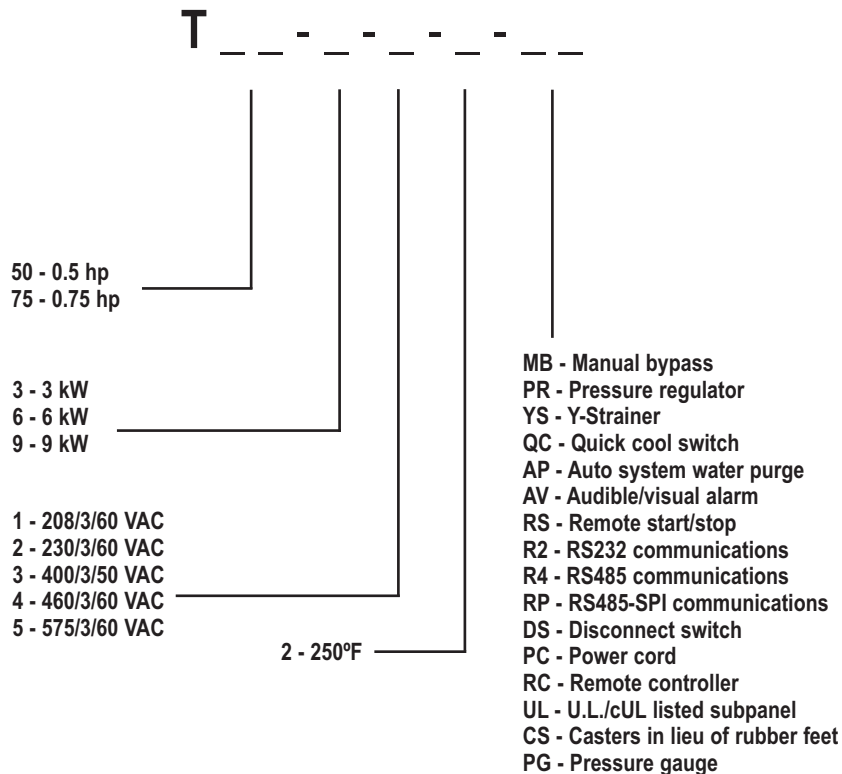 T _ _ - _ - _ - _ - _ _
50 - 0.5 hp
75 - 0.75 hp
3 - 3 kW
6 - 6 kW
9 - 9 kW
1 - 208/3/60 VAC
2 - 230/3/60 VAC
3 - 400/3/50 VAC
4 - 460/3/60 VAC
5 - 575/3/60 VAC
2 - 250ºF
MB - Manual bypass
PR - Pressure regulator
YS - Y-Strainer
QC - Quick cool switch
AP - Auto system water purge
AV - Audible/visual alarm
RS - Remote start/stop
R2 - RS232 communications
R4 - RS485 communications
RP - RS485-SPI communications
DS - Disconnect switch
PC - Power cord
RC - Remote controller
UL - U.L./cUL listed subpanel
CS - Casters in lieu of rubber feet
PG - Pressure gauge